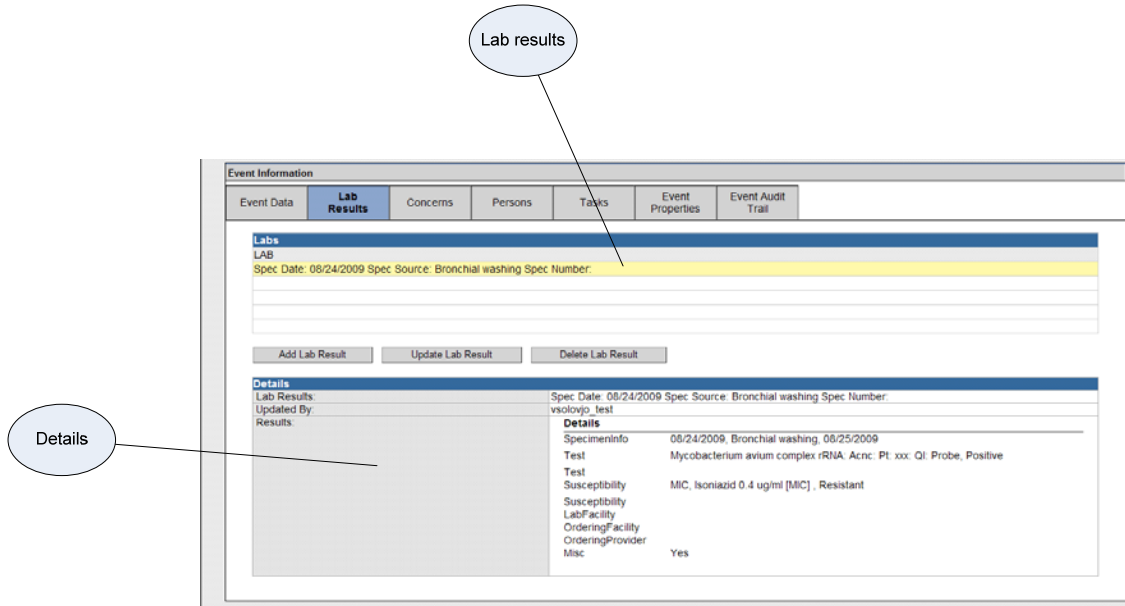 Lab results
Event Information
Event Data
Lab
Results
Concerns
Persons
Tasks
Event
Properties
Event Audit
Trail
Labs
LAB
Spec Date: 08/24/2009 Spec Source: Bronchial washing Spec Number:
Add Lab Result
Update Lab Result
Delete Lab Result
Details
Details
Lab Results: Spec Date: 08/24/2009 Spec Source: Bronchial washing Spec Number:
Updated By: vsolovjo_test
Results: Details
SpecimenInfo 08/24/2009, Bronchial washing, 08/25/2009
Test Mycobacterium avium complex rRNA: Acnc: Pt: xxx: Ql: Probe, Positive
Test
Susceptibility MIC, Isoniazid 0.4 ug/ml [MIC] , Resistant
Susceptibility
LabFacility
OrderingFacility
OrderingProvider
Misc Yes